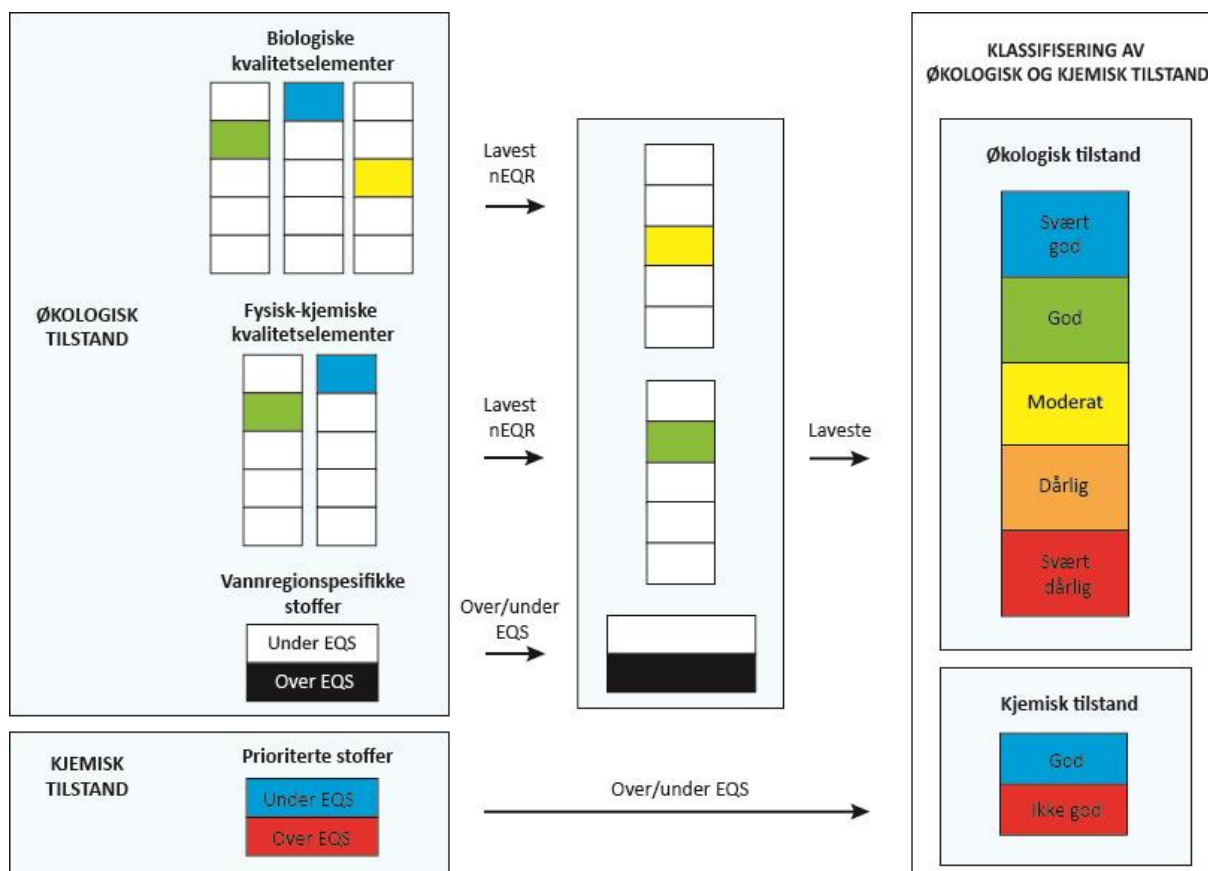 Biologiske
kvalitetselementer
Lavest
nEQR
ØKOLOGISK
TILSTAND
Fysisk-kjemiske
kvalitetselementer
Lavest
nEQR
Vannregionspesifikke
stoffer
Under EQS
Over EQS
Over/under
EQS
Laveste
KJEMISK
TILSTAND
Prioriterte stoffer
Under EQS
Over EQS
Over/under EQS
KLASSIFISERING AV
ØKOLOGISK OG KJEMISK TILSTAND
Økologisk tilstand
Svært
god
God
Moderat
Dårlig
Svært
dårlig
Kjemisk tilstand
God
Ikke god